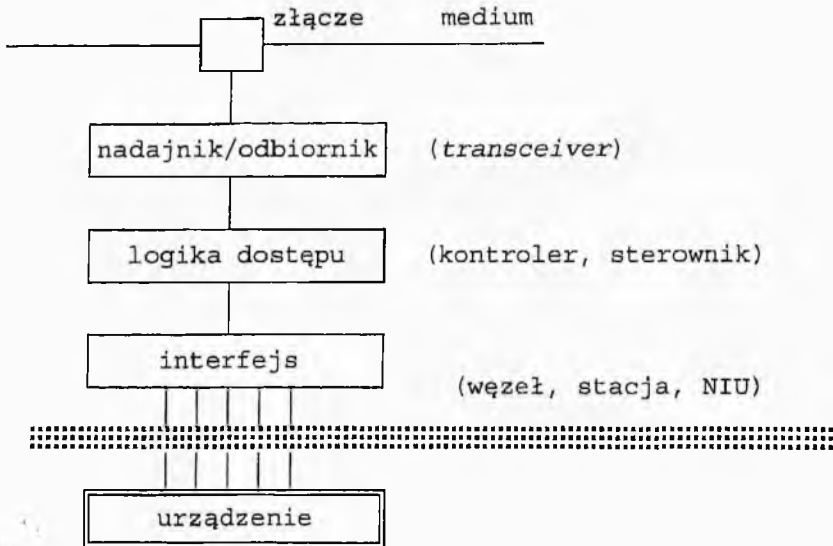 złącze medium
nadajnik/odbiornik (transceiver)
logika dostępu (kontroler, sterownik)
interfejs
(węzeł, stacja, NIU)
urządzenie